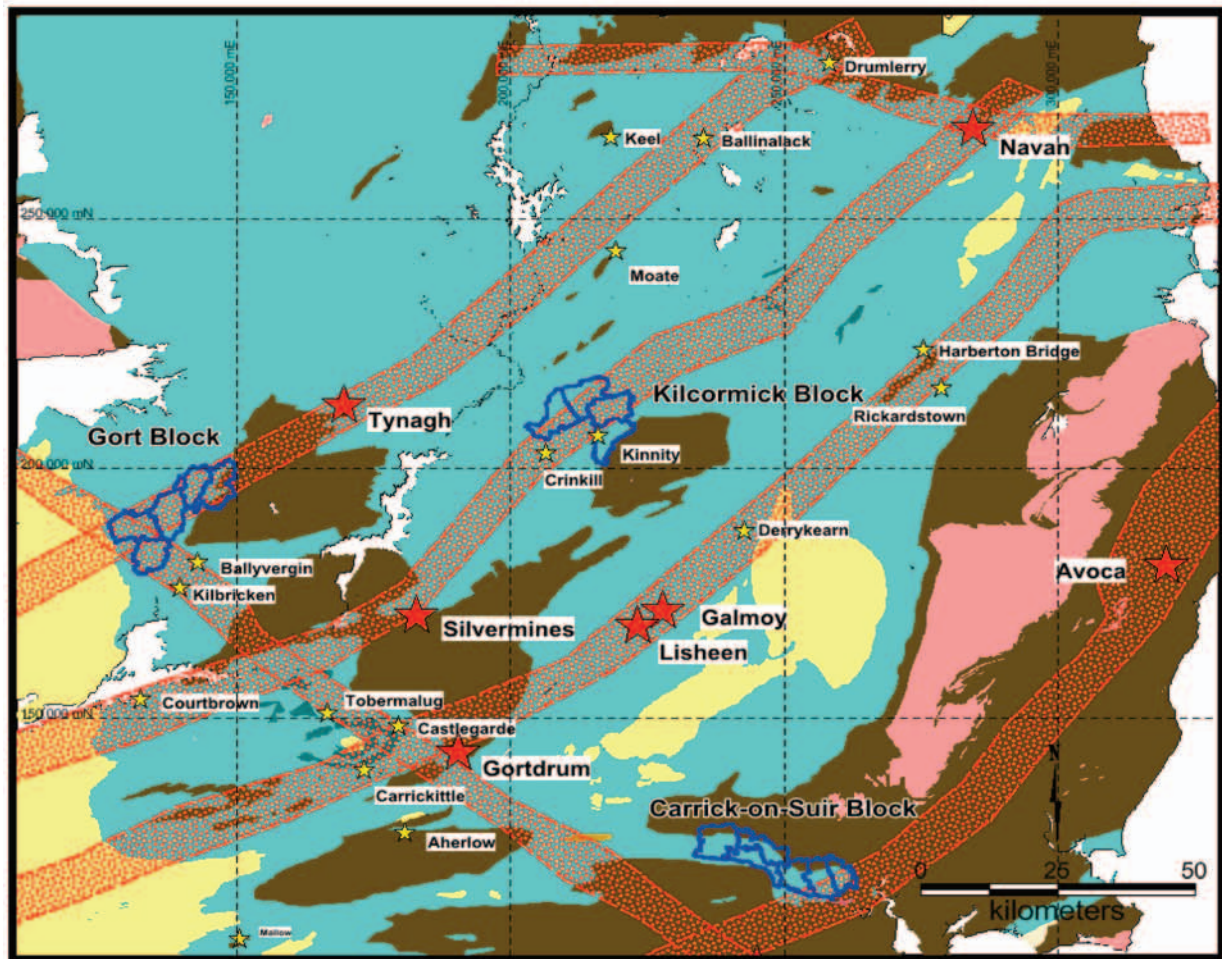 150,000 mE
200,000 mE
250,000 mE
300,000 mE
Drumlerry
Keel
Ballinalack
Navan
250,000 mN
Moate
Harberton Bridge
Kilcormick Block
Tynagh
Rickardstown
Gort Block
Kinnity
200,000 mN
Crinkill
Derrykearn
Ballyvergin
Avoca
Kilbricken
Galmoy
Silvermines
Lisheen
Courtbrown
Tobermalug
150,000 mN
Castlegarde
N
Gortdrum
Carrickittle
Carrick-on-Suir Block
Aherlow
0 25 50
kilometers
Mallow